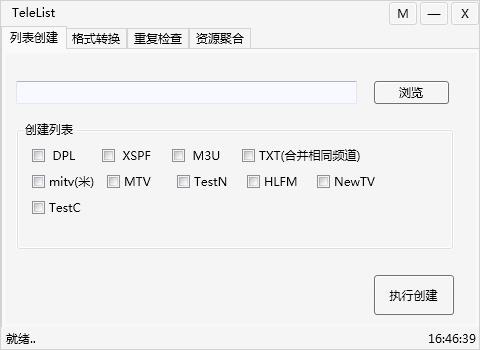 TeleList M — X
列表创建 格式转换 重复检查 资源聚合
浏览
创建列表
DPL XSPF M3U TXT(合并相同频道)
mitv(米) MTV TestN HLFM NewTV
TestC
执行创建
就绪.. 16:46:39